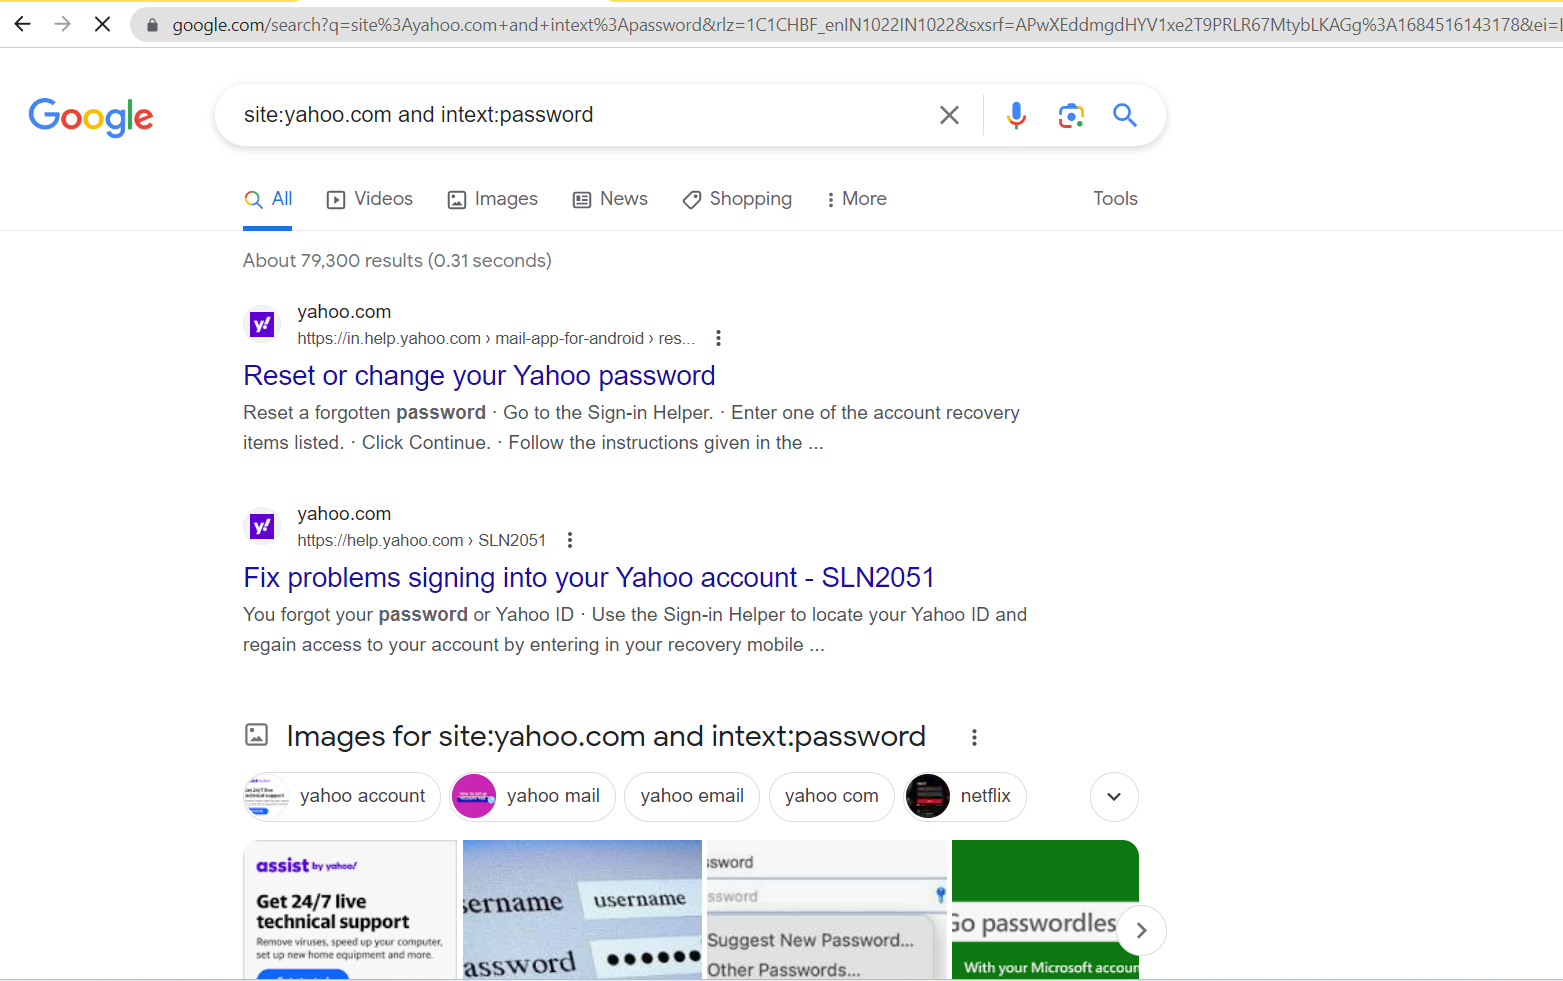 google.com/search?q=site%3Ayahoo.com+and+intext%3Apassword&rlz=1C1CHBF_enIN1022IN1022&sxsrf=APwXEddmgdHYV1xe2T9PRLR67MtybLKAGg%3A1684516143178&ei=
Google
site:yahoo.com and intext:password
All Videos Images News Shopping More Tools
About 79,300 results (0.31 seconds)
y!
yahoo.com
https://in.help.yahoo.com › mail-app-for-android › res...
Reset or change your Yahoo password
Reset a forgotten password · Go to the Sign-in Helper. · Enter one of the account recovery
items listed. · Click Continue. · Follow the instructions given in the ...
y!
yahoo.com
https://help.yahoo.com › SLN2051
Fix problems signing into your Yahoo account - SLN2051
You forgot your password or Yahoo ID · Use the Sign-in Helper to locate your Yahoo ID and
regain access to your account by entering in your recovery mobile ...
Images for site:yahoo.com and intext:password
yahoo account yahoo mail yahoo email yahoo com netflix
assist by yahoo!
Get 24/7 live
technical support
Remove viruses, speed up your computer,
set up new home equipment and more.
sername username
assword ••••••
ssword
ssword
Suggest New Password...
Other Passwords...
Go passwordles
With your Microsoft accoun